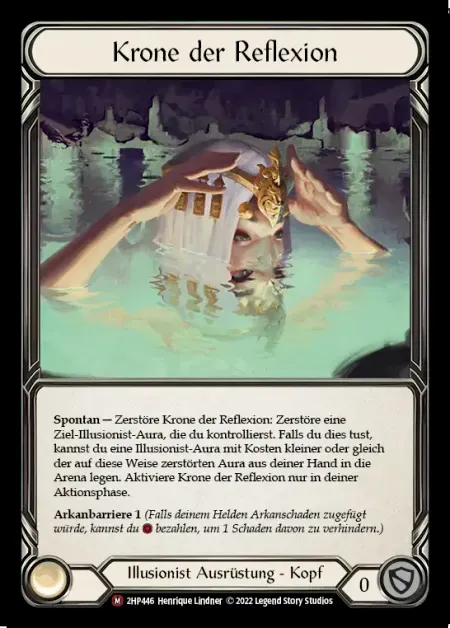 Krone der Reflexion
Spontan — Zerstöre Krone der Reflexion: Zerstöre eine
Ziel-Illusionist-Aura, die du kontrollierst. Falls du dies tust,
kannst du eine Illusionist-Aura mit Kosten kleiner oder gleich
der auf diese Weise zerstörten Aura aus deiner Hand in die
Arena legen. Aktiviere Krone der Reflexion nur in deiner
Aktionsphase.
Arkanbarriere 1 (Falls deinem Helden Arkanschaden zugefügt
würde, kannst du bezahlen, um 1 Schaden davon zu verhindern.)
Illusionist Ausrüstung - Kopf
0
M 2HP446 Henrique Lindner © 2022 Legend Story Studios